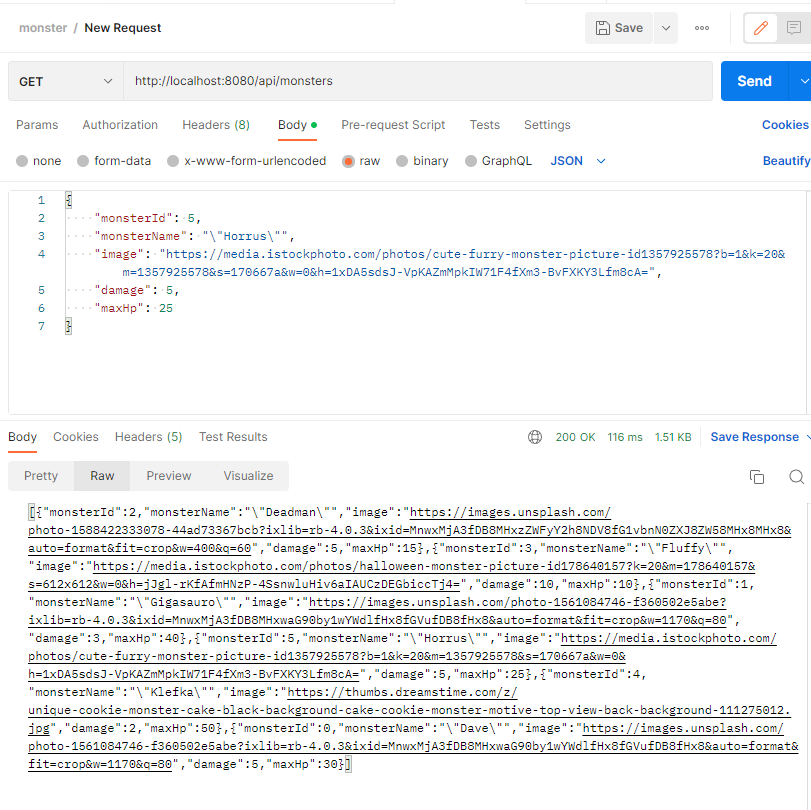 monster / New Request
Save
GET
http://localhost:8080/api/monsters
Send
Params Authorization Headers (8) Body Pre-request Script Tests Settings Cookies
none form-data x-www-form-urlencoded raw binary GraphQL JSON Beautify
1 {
2 "monsterId": 5,
3 "monsterName": "\"Horrus\"",
4 "image": "https://media.istockphoto.com/photos/cute-furry-monster-picture-id1357925578?b=1&k=20&
m=1357925578&s=170667a&w=0&h=1xDA5sdsJ-VpKAZmMpkIW71F4fXm3-BvFXKY3Lfm8cA=",
5 "damage": 5,
6 "maxHp": 25
7 }
Body Cookies Headers (5) Test Results 200 OK 116 ms 1.51 KB Save Response
Pretty Raw Preview Visualize
[{"monsterId":2,"monsterName":"\"Deadman\"","image":"https://images.unsplash.com/
photo-1588422333078-44ad73367bcb?ixlib=rb-4.0.3&ixid=MnwxMjA3fDB8MHxzZWFyY2h8NDV8fG1vbnN0ZXJ8ZW58MHx8MHx8&
auto=format&fit=crop&w=400&q=60","damage":5,"maxHp":15},{"monsterId":3,"monsterName":"\"Fluffy\"",
"image":"https://media.istockphoto.com/photos/halloween-monster-picture-id178640157?k=20&m=178640157&
s=612x612&w=0&h=jJgl-rKfAfmHNzP-4SsnwluHiv6aIAUCzDEGbiccTj4=","damage":10,"maxHp":10},{"monsterId":1,
"monsterName":"\"Gigasauro\"","image":"https://images.unsplash.com/photo-1561084746-f360502e5abe?
ixlib=rb-4.0.3&ixid=MnwxMjA3fDB8MHxwaG90by1wYWdlfHx8fGVufDB8fHx8&auto=format&fit=crop&w=1170&q=80",
"damage":3,"maxHp":40},{"monsterId":5,"monsterName":"\"Horrus\"","image":"https://media.istockphoto.com/
photos/cute-furry-monster-picture-id1357925578?b=1&k=20&m=1357925578&s=170667a&w=0&
h=1xDA5sdsJ-VpKAZmMpkIW71F4fXm3-BvFXKY3Lfm8cA=","damage":5,"maxHp":25},{"monsterId":4,
"monsterName":"\"Klefka\"","image":"https://thumbs.dreamstime.com/z/
unique-cookie-monster-cake-black-background-cake-cookie-monster-motive-top-view-back-background-111275012.
jpg","damage":2,"maxHp":50},{"monsterId":0,"monsterName":"\"Dave\"","image":"https://images.unsplash.com/
photo-1561084746-f360502e5abe?ixlib=rb-4.0.3&ixid=MnwxMjA3fDB8MHxwaG90by1wYWdlfHx8fGVufDB8fHx8&auto=format&
fit=crop&w=1170&q=80","damage":5,"maxHp":30}]